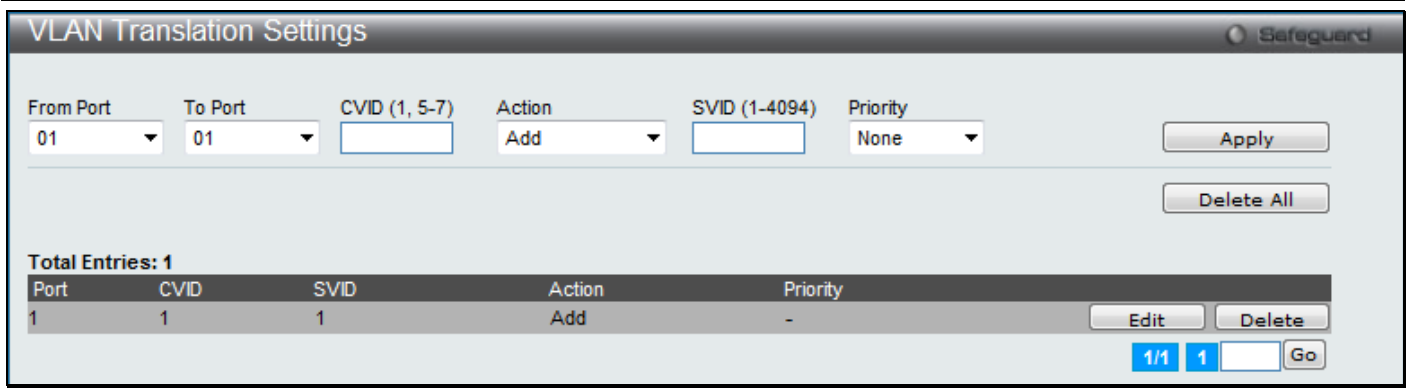 VLAN Translation Settings
Safeguard
From Port To Port CVID (1, 5-7) Action SVID (1-4094) Priority
01 01 Add None Apply
Delete All
Total Entries: 1
Port CVID SVID Action Priority
1 1 1 Add - Edit Delete
1/1 1 Go